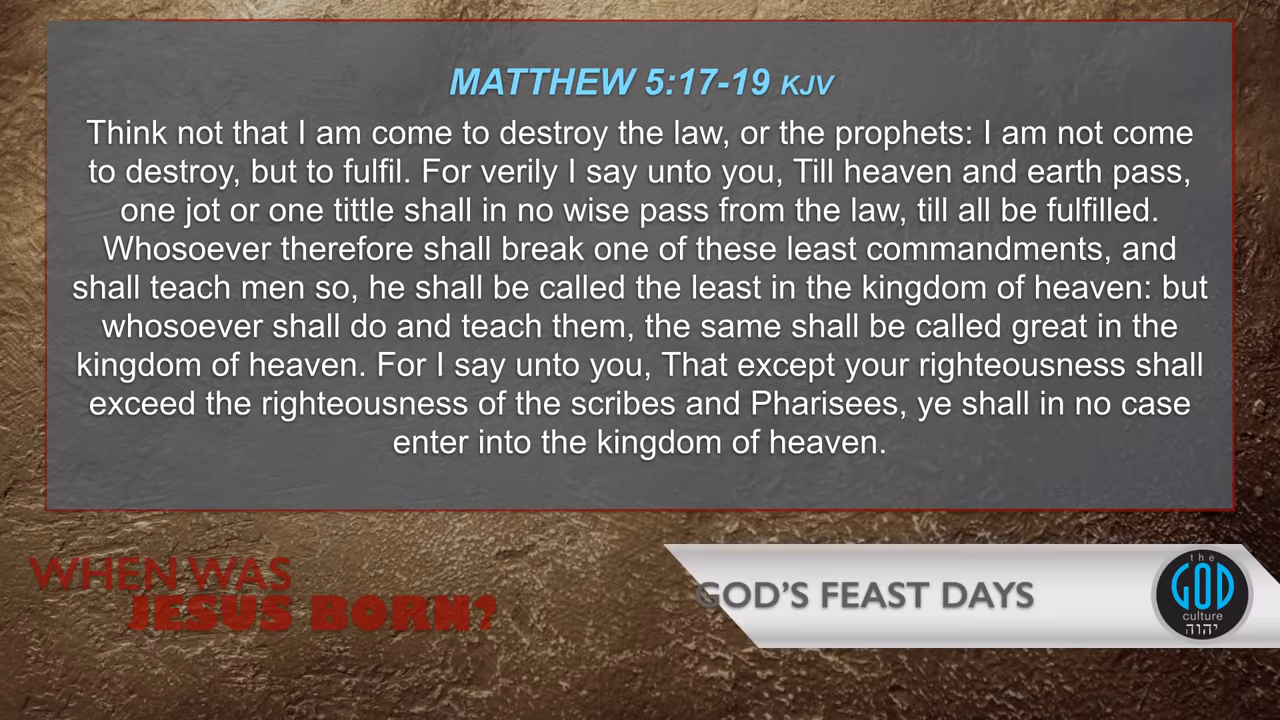 MATTHEW 5:17-19 KJV
Think not that I am come to destroy the law, or the prophets: I am not come
to destroy, but to fulfil. For verily I say unto you, Till heaven and earth pass,
one jot or one tittle shall in no wise pass from the law, till all be fulfilled.
Whosoever therefore shall break one of these least commandments, and
shall teach men so, he shall be called the least in the kingdom of heaven: but
whosoever shall do and teach them, the same shall be called great in the
kingdom of heaven. For I say unto you, That except your righteousness shall
exceed the righteousness of the scribes and Pharisees, ye shall in no case
enter into the kingdom of heaven.
WHEN WAS
JESUS BORN?
GOD'S FEAST DAYS
the
GOD
culture
יהוה